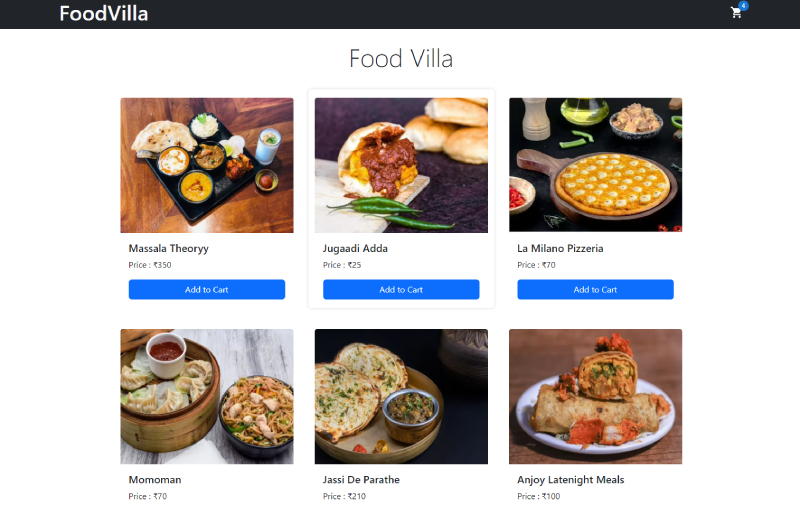 FoodVilla
4
Food Villa
Massala Theoryy
Price : ₹350
Add to Cart
Jugaadi Adda
Price : ₹25
Add to Cart
La Milano Pizzeria
Price : ₹70
Add to Cart
Momoman
Price : ₹70
Jassi De Parathe
Price : ₹210
Anjoy Latenight Meals
Price : ₹100